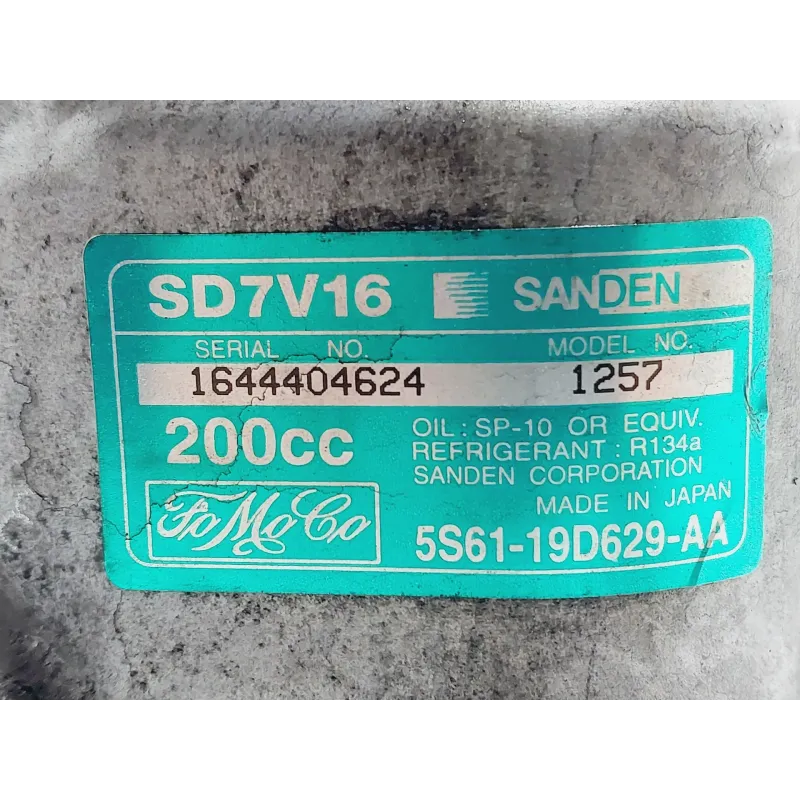 SD7V16 SANDEN
SERIAL NO. MODEL NO.
1644404624 1257
200cc
OIL: SP-10 OR EQUIV.
REFRIGERANT: R134a
SANDEN CORPORATION
MADE IN JAPAN
FoMoCo
5S61-19D629-AA